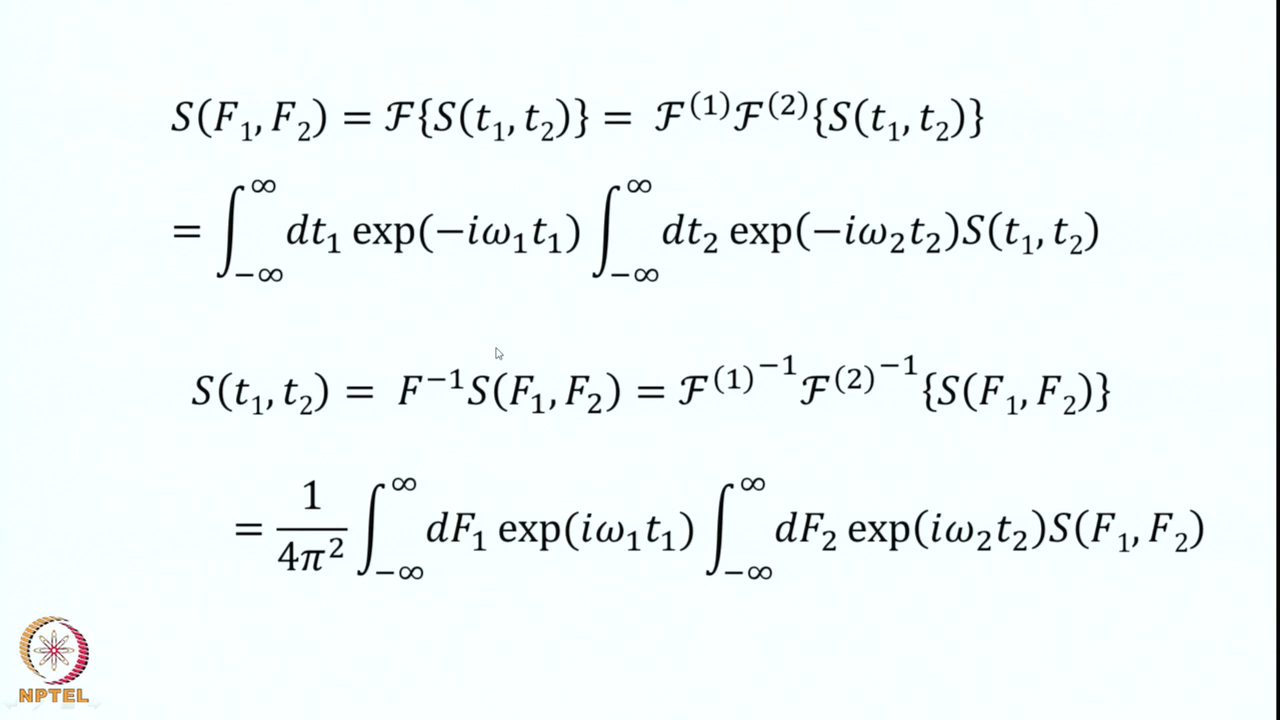 S(F₁, F₂) = ℱ{S(t₁, t₂)} = ℱ⁽¹⁾ℱ⁽²⁾{S(t₁, t₂)}
= ∫_{−∞}^{∞} dt₁ exp(−iω₁t₁) ∫_{−∞}^{∞} dt₂ exp(−iω₂t₂)S(t₁, t₂)
S(t₁, t₂) = F⁻¹S(F₁, F₂) = ℱ⁽¹⁾⁻¹ℱ⁽²⁾⁻¹{S(F₁, F₂)}
= 1/4π² ∫_{−∞}^{∞} dF₁ exp(iω₁t₁) ∫_{−∞}^{∞} dF₂ exp(iω₂t₂)S(F₁, F₂)
NPTEL